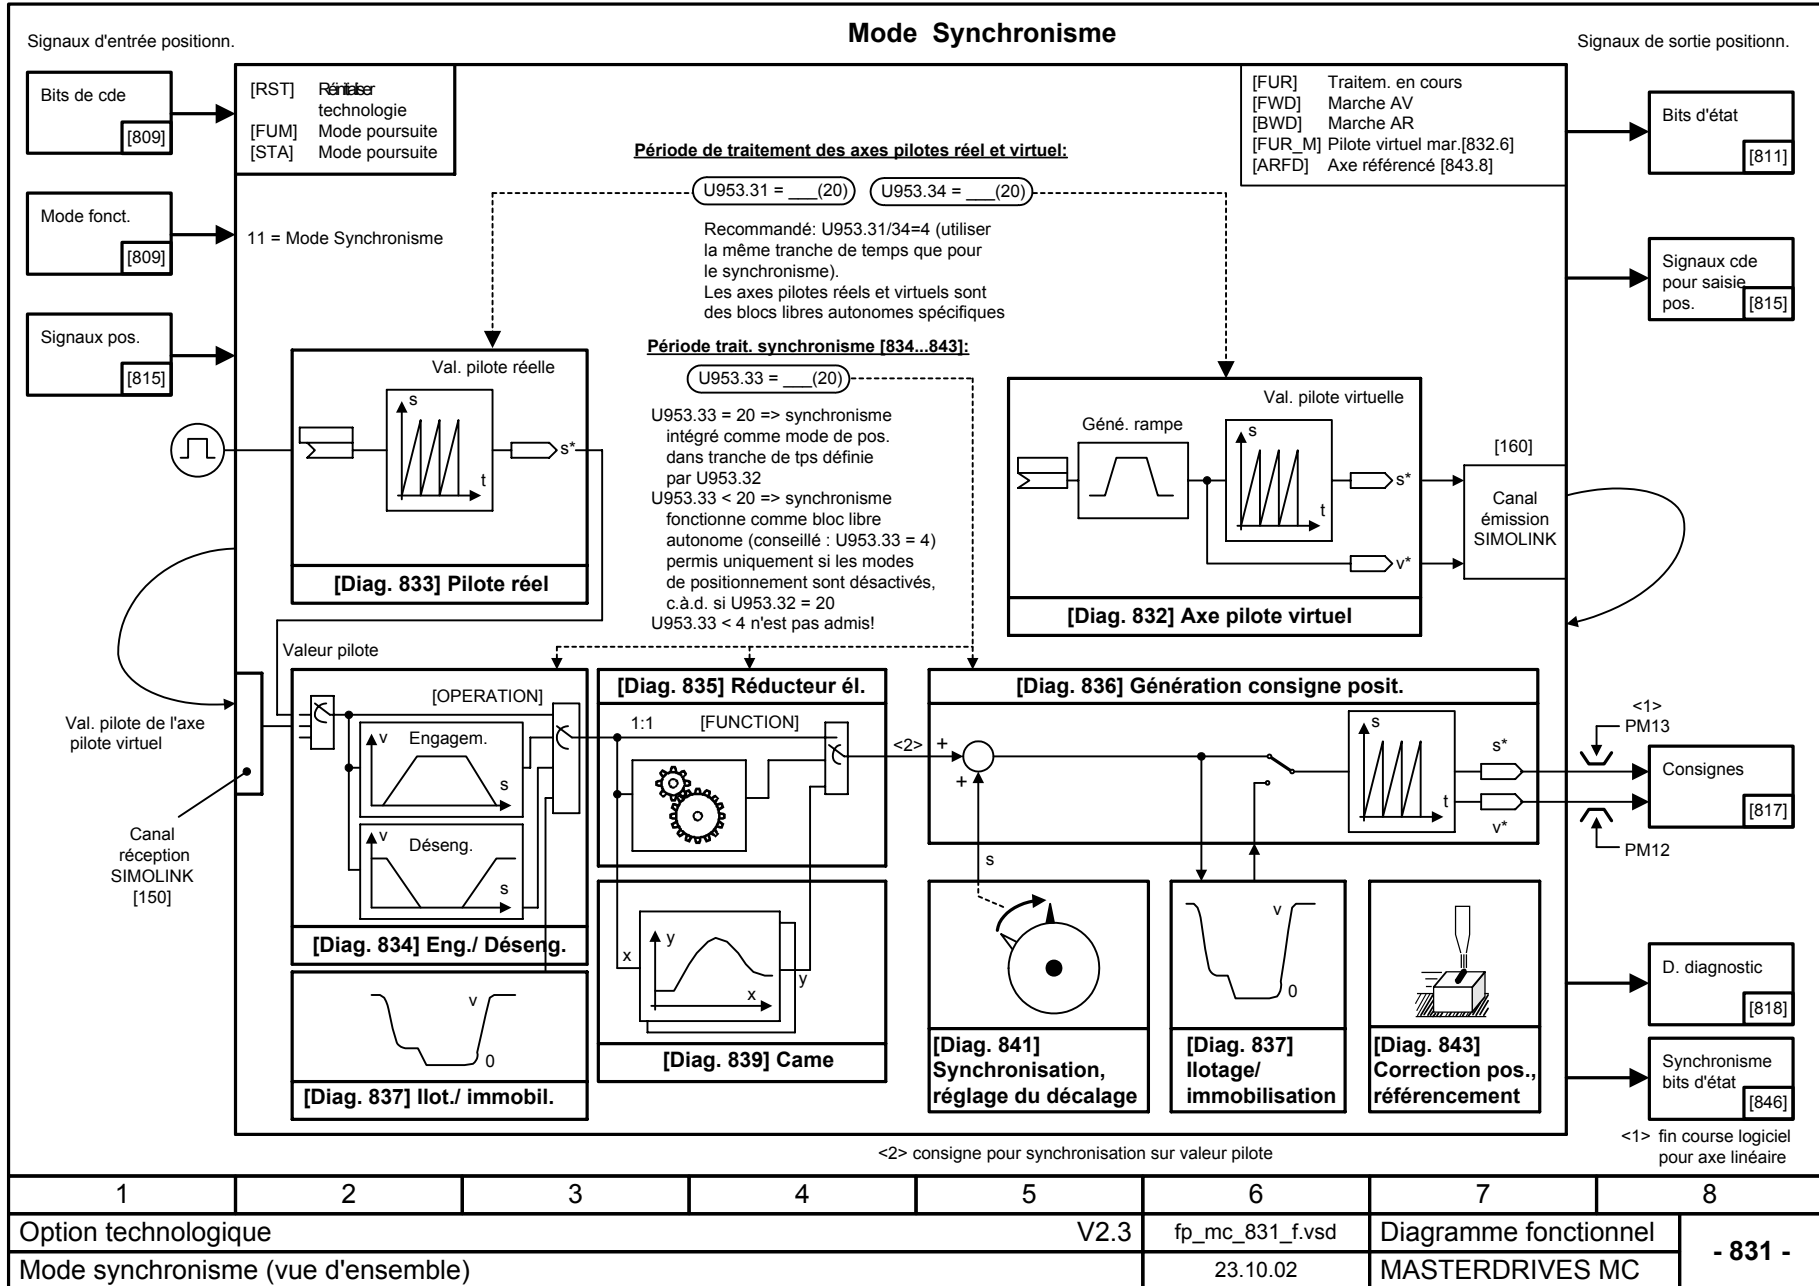 Mode Synchronisme
Signaux d'entrée positionn.
Signaux de sortie positionn.
Bits de cde
[809]
Mode fonct.
[809]
Signaux pos.
[815]
[RST] Réinitialiser
technologie
[FUM] Mode poursuite
[STA] Mode poursuite
11 = Mode Synchronisme
[FUR] Traitem. en cours
[FWD] Marche AV
[BWD] Marche AR
[FUR_M] Pilote virtuel mar.[832.6]
[ARFD] Axe référencé [843.8]
Bits d'état
[811]
Signaux cde
pour saisie
pos.
[815]
Période de traitement des axes pilotes réel et virtuel:
U953.31 = ___(20)
U953.34 = ___(20)
Recommandé: U953.31/34=4 (utiliser
la même tranche de temps que pour
le synchronisme).
Les axes pilotes réels et virtuels sont
des blocs libres autonomes spécifiques
Période trait. synchronisme [834...843]:
U953.33 = ___(20)
U953.33 = 20 => synchronisme
intégré comme mode de pos.
dans tranche de tps définie
par U953.32
U953.33 < 20 => synchronisme
fonctionne comme bloc libre
autonome (conseillé : U953.33 = 4)
permis uniquement si les modes
de positionnement sont désactivés,
c.à.d. si U953.32 = 20
U953.33 < 4 n'est pas admis!
Val. pilote réelle
s
t
s*
[Diag. 833] Pilote réel
Val. pilote virtuelle
Géné. rampe
s
t
s*
v*
[Diag. 832] Axe pilote virtuel
[160]
Canal
émission
SIMOLINK
Valeur pilote
Val. pilote de l'axe
pilote virtuel
Canal
réception
SIMOLINK
[150]
[OPERATION]
v
Engagem.
s
v
Déseng.
s
[Diag. 834] Eng./ Déseng.
v
0
[Diag. 837] Ilot./ immobil.
[Diag. 835] Réducteur él.
1:1
[FUNCTION]
x
y
x
y
[Diag. 839] Came
<2>
[Diag. 836] Génération consigne posit.
+
+
s
s
t
s*
v*
<1>
PM13
PM12
Consignes
[817]
[Diag. 841]
Synchronisation,
réglage du décalage
v
0
[Diag. 837]
Ilotage/
immobilisation
[Diag. 843]
Correction pos.,
référencement
D. diagnostic
[818]
Synchronisme
bits d'état
[846]
<1> fin course logiciel
pour axe linéaire
<2> consigne pour synchronisation sur valeur pilote
1 2 3 4 5 6 7 8
Option technologique V2.3 fp_mc_831_f.vsd Diagramme fonctionnel
- 831 -
Mode synchronisme (vue d'ensemble) 23.10.02 MASTERDRIVES MC